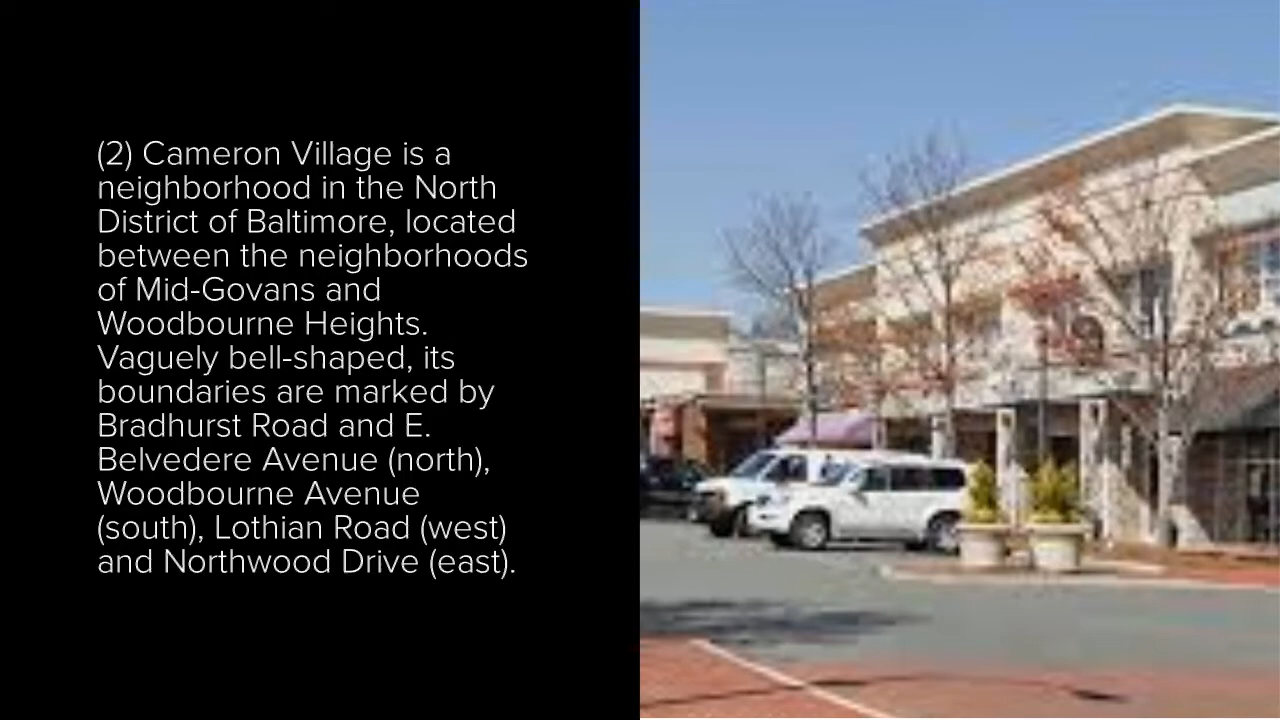 (2) Cameron Village is a
neighborhood in the North
District of Baltimore, located
between the neighborhoods
of Mid-Govans and
Woodbourne Heights.
Vaguely bell-shaped, its
boundaries are marked by
Bradhurst Road and E.
Belvedere Avenue (north),
Woodbourne Avenue
(south), Lothian Road (west)
and Northwood Drive (east).